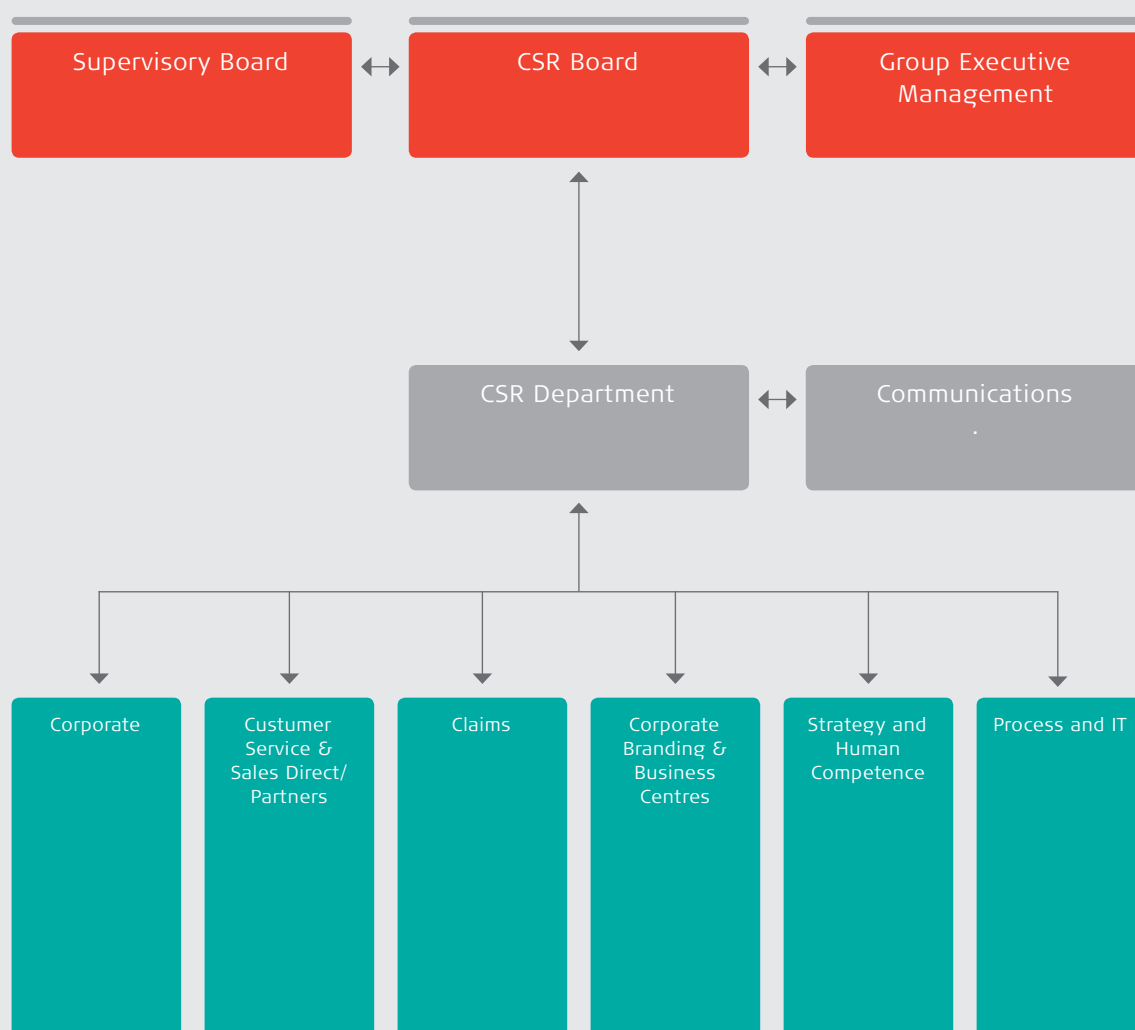 Supervisory Board
CSR Board
Group Executive
Management
CSR Department
Communications
.
Corporate
Custumer
Service &
Sales Direct/
Partners
Claims
Corporate
Branding &
Business
Centres
Strategy and
Human
Competence
Process and IT